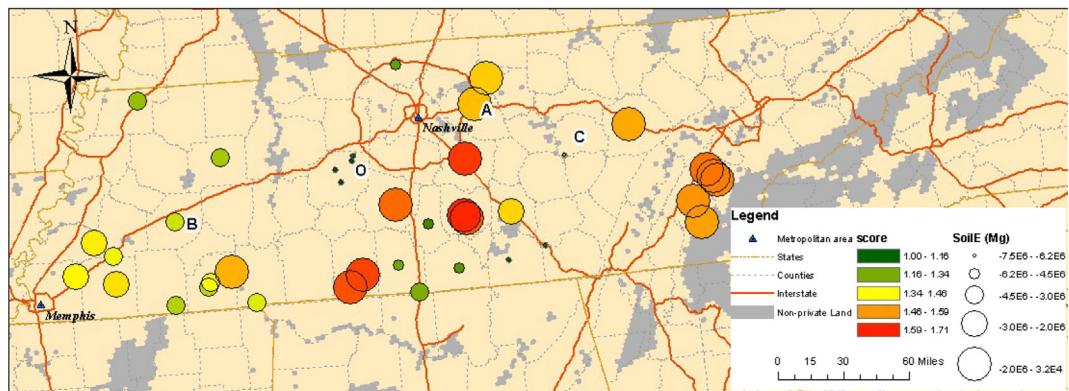 N
A
Nashville
C
O
B
Memphis
Legend
Metropolitan area
States
Counties
Interstate
Non-private Land
score
1.00 - 1.16
1.16 - 1.34
1.34 - 1.46
1.46 - 1.59
1.59 - 1.71
SoilE (Mg)
-7.5E6 - -6.2E6
-6.2E6 - -4.5E6
-4.5E6 - -3.0E6
-3.0E6 - -2.0E6
-2.0E6 - 3.2E4
0 15 30 60 Miles